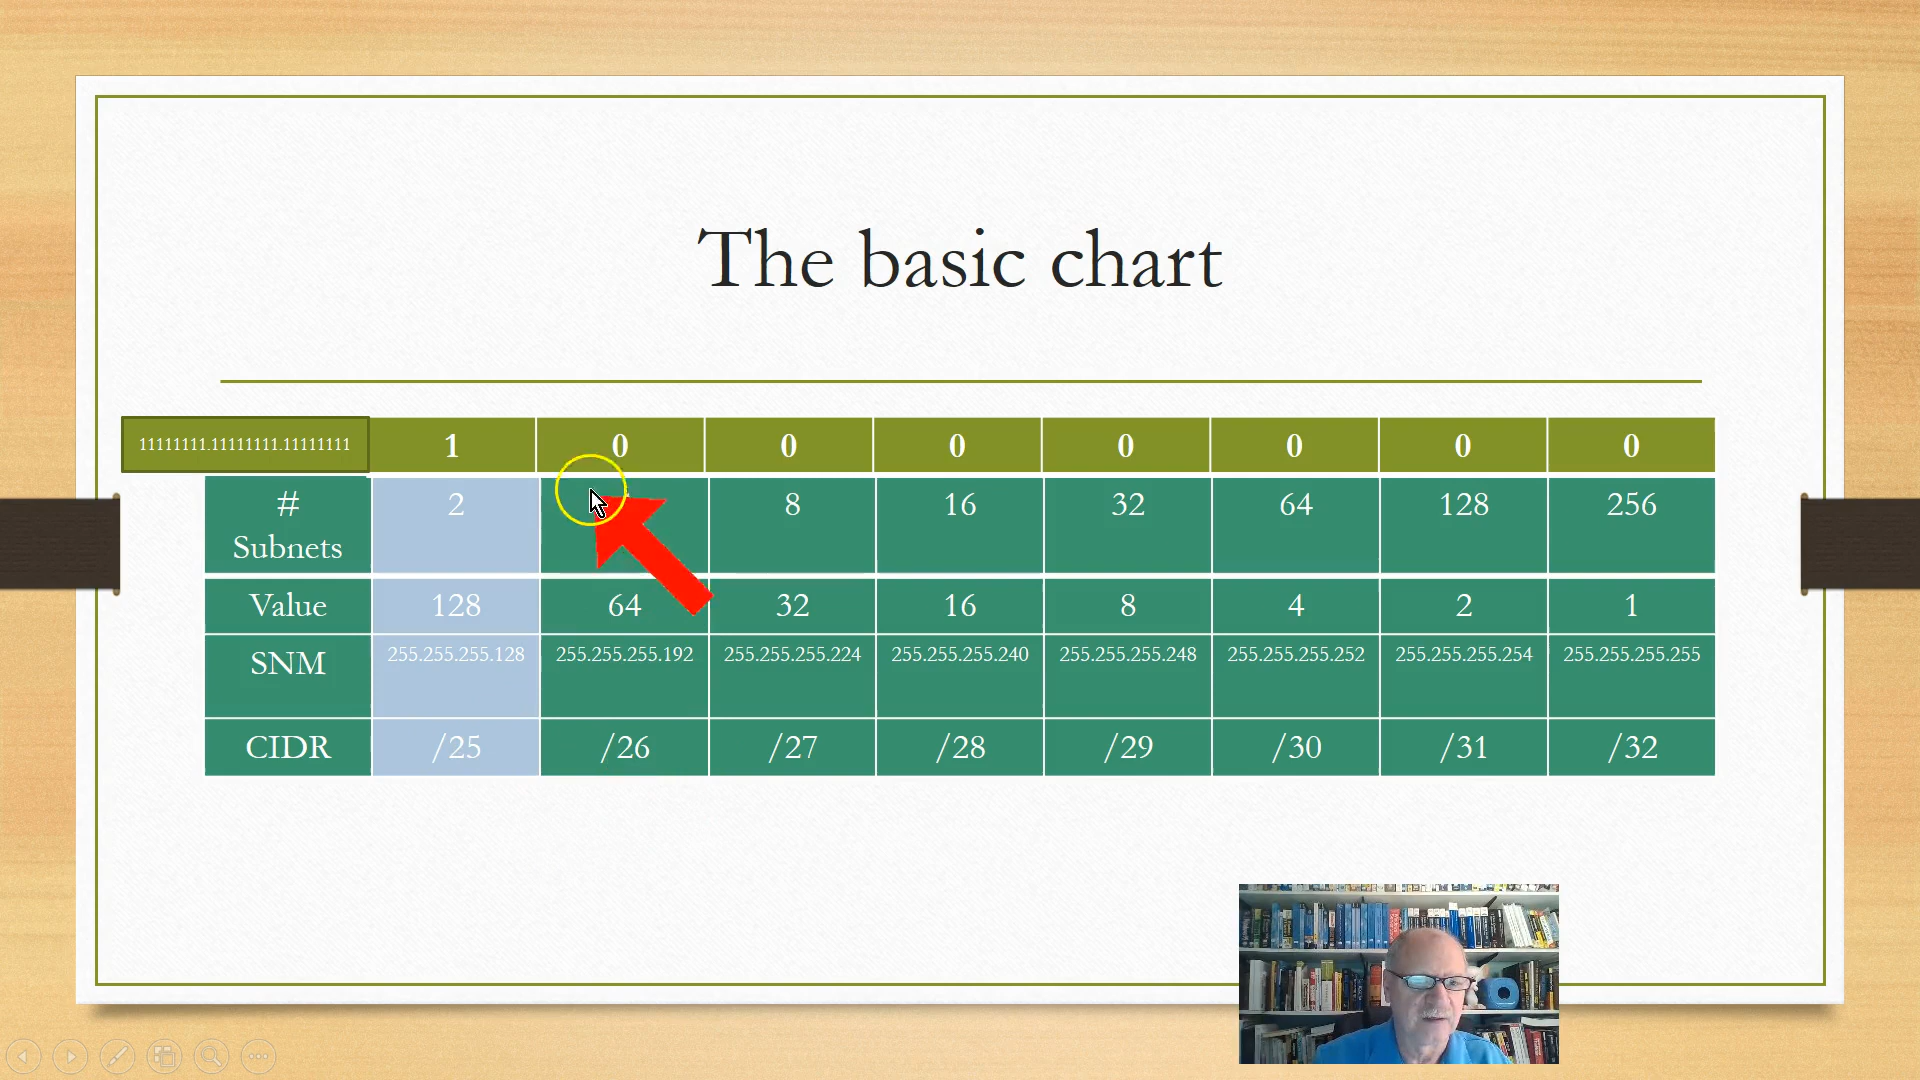 The basic chart
11111111.11111111.11111111 1 0 0 0 0 0 0 0
# Subnets 2 8 16 32 64 128 256
Value 128 64 32 16 8 4 2 1
SNM 255.255.255.128 255.255.255.192 255.255.255.224 255.255.255.240 255.255.255.248 255.255.255.252 255.255.255.254 255.255.255.255
CIDR /25 /26 /27 /28 /29 /30 /31 /32